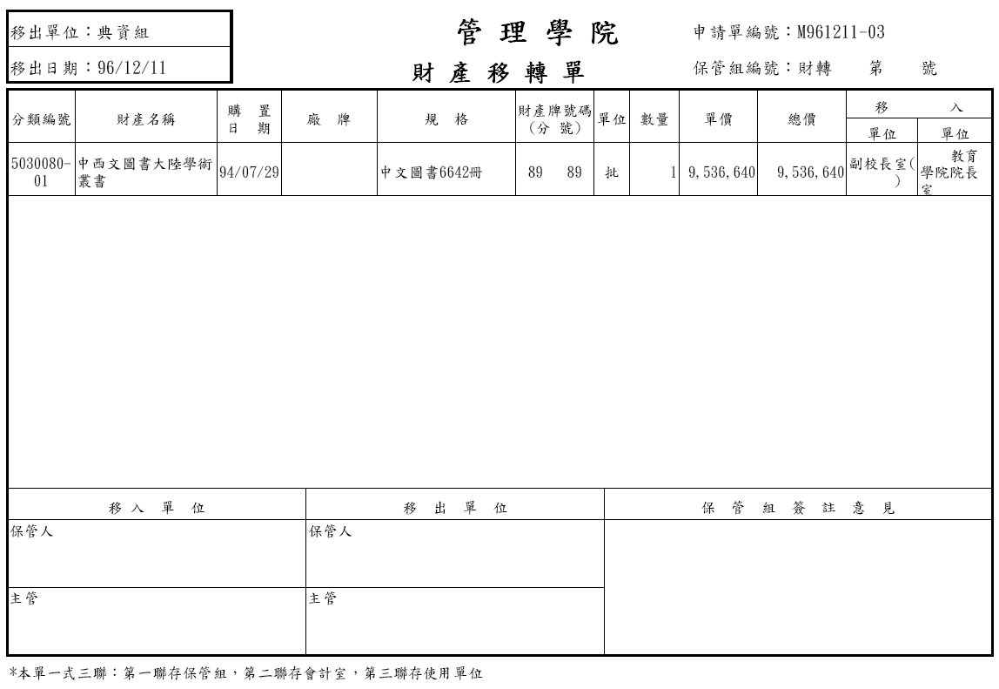 移出單位：典資組
管 理 學 院
申請單編號：M961211-03
移出日期：96/12/11
財 產 移 轉 單
保管組編號：財轉 第 號
分類編號 財產名稱 購 置 廠 牌 規 格 財產牌號碼 單位 數量 單價 總價 移 入
日 期 (分 號) 單位 單位
5030080- 中西文圖書大陸學術 94/07/29 中文圖書6642冊 89 89 批 1 9,536,640 9,536,640 副校長室( 教育
01 叢書 ) 學院院長
室
移 入 單 位 移 出 單 位 保 管 組 簽 註 意 見
保管人 保管人
主管 主管
*本單一式三聯：第一聯存保管組，第二聯存會計室，第三聯存使用單位